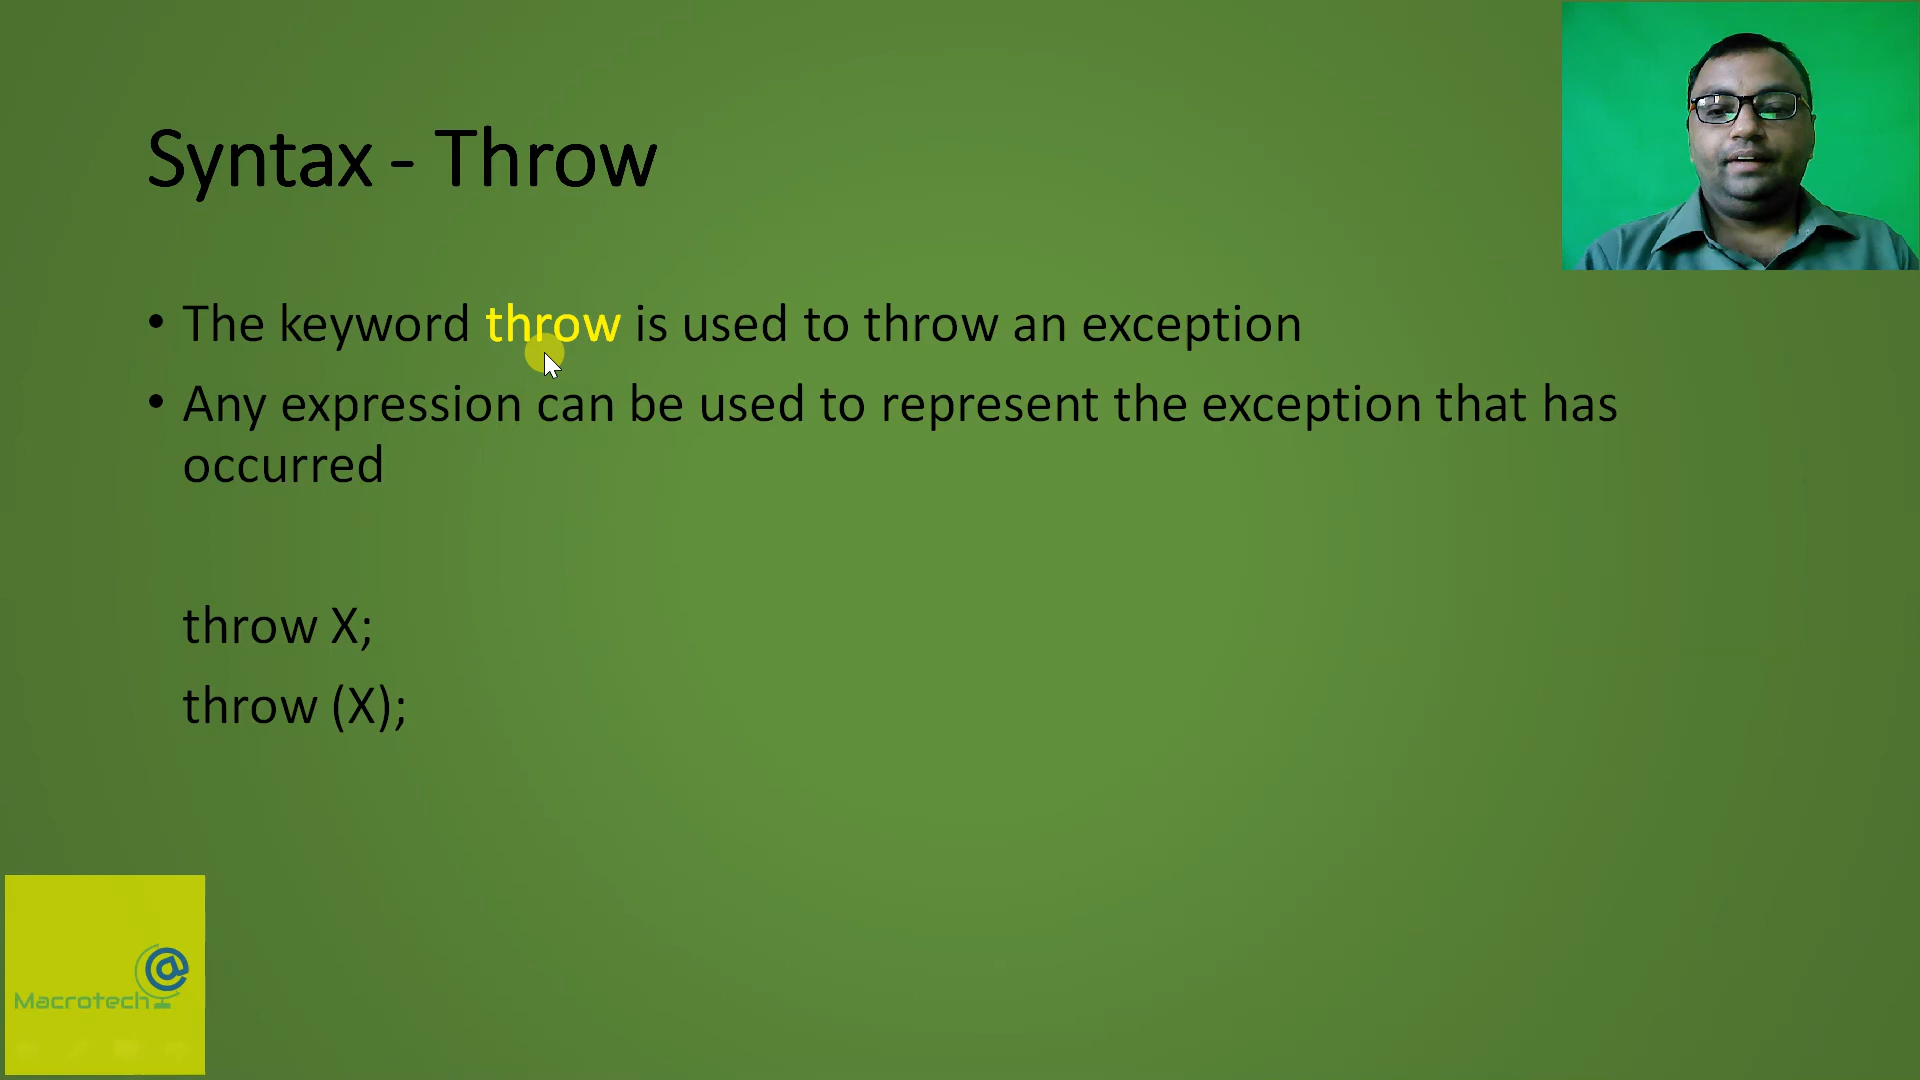 Syntax - Throw
• The keyword throw is used to throw an exception
• Any expression can be used to represent the exception that has
occurred
throw X;
throw (X);
Macrotech